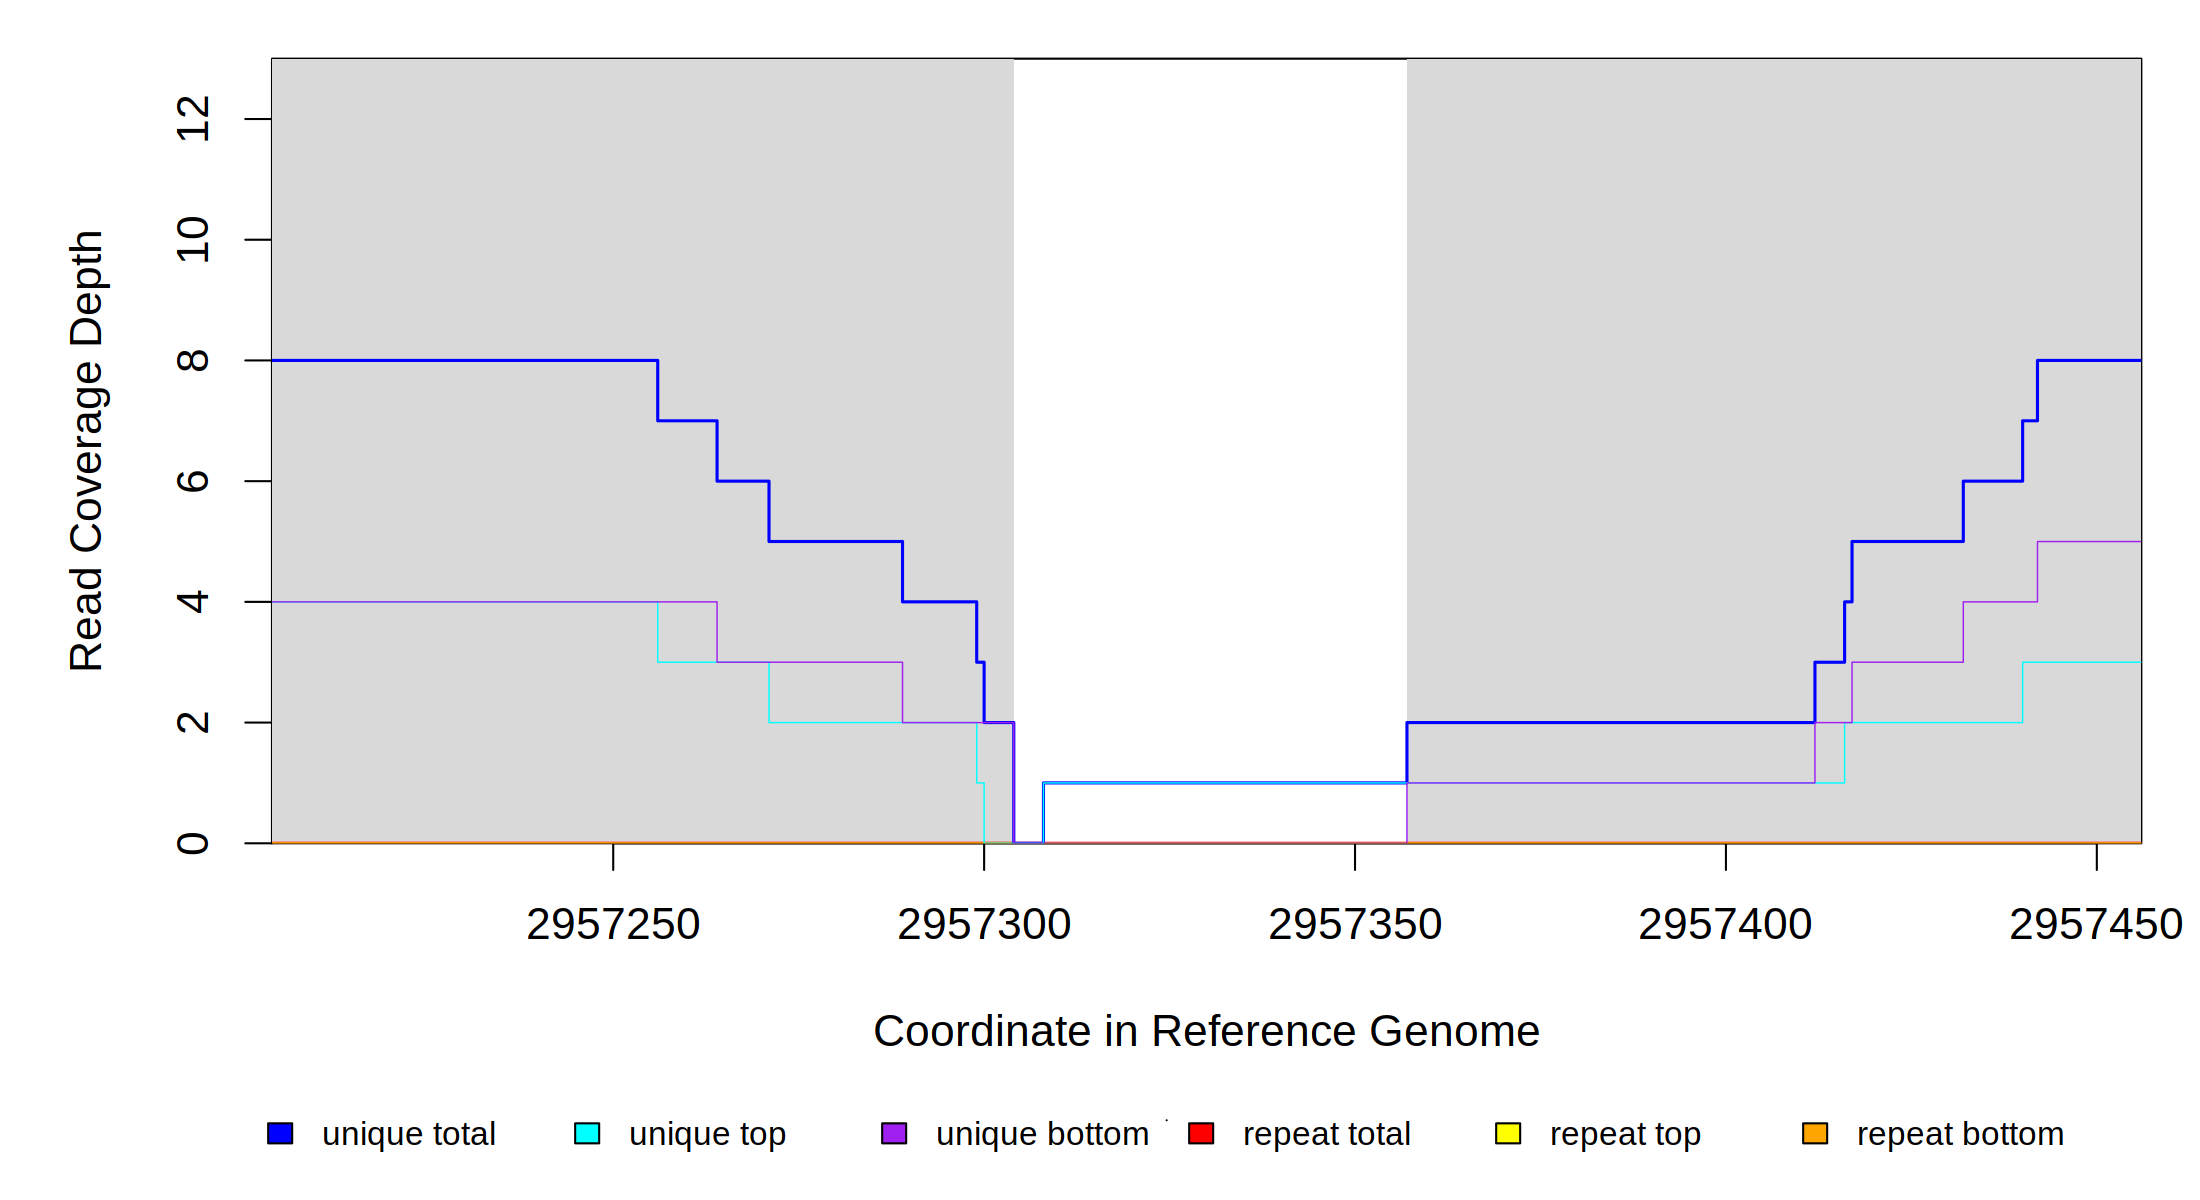 12
10
8
6
4
2
0
Read Coverage Depth
2957250 2957300 2957350 2957400 2957450
Coordinate in Reference Genome
unique total unique top unique bottom repeat total repeat top repeat bottom